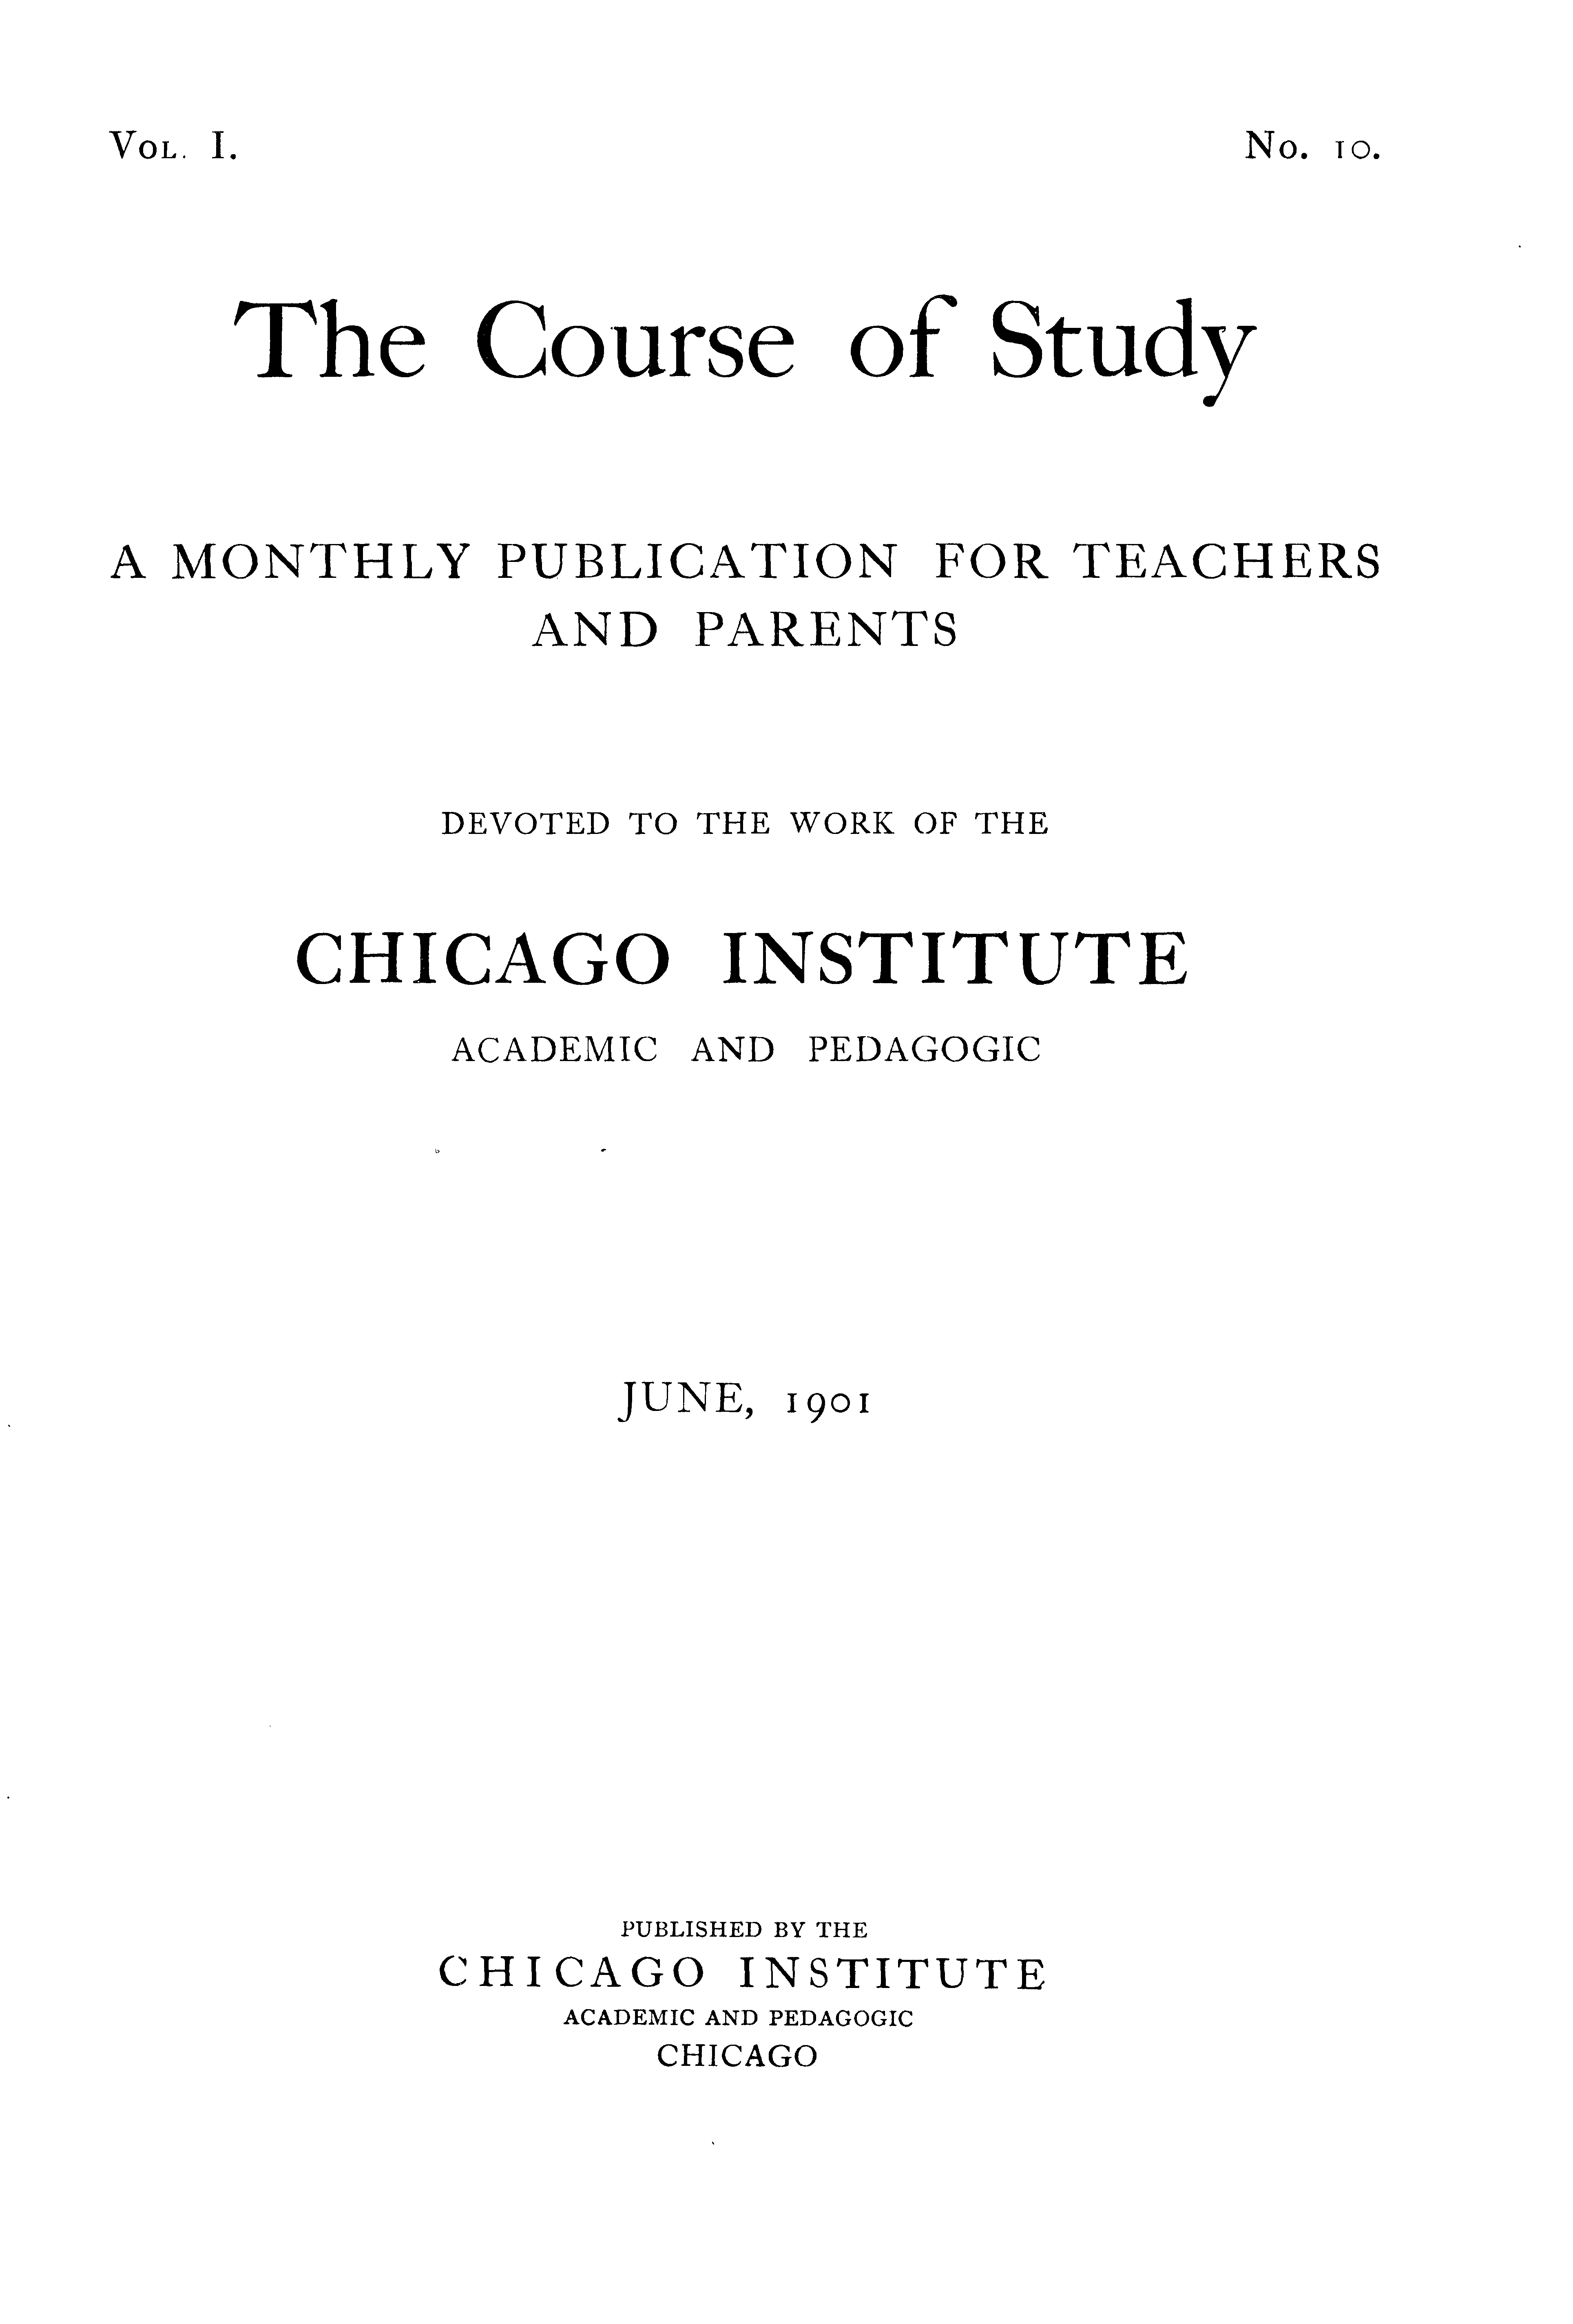 Vol. I. No. 10.
The Course of Study
A MONTHLY PUBLICATION FOR TEACHERS
AND PARENTS
DEVOTED TO THE WORK OF THE
CHICAGO INSTITUTE
ACADEMIC AND PEDAGOGIC
JUNE, 1901
PUBLISHED BY THE
CHICAGO INSTITUTE
ACADEMIC AND PEDAGOGIC
CHICAGO